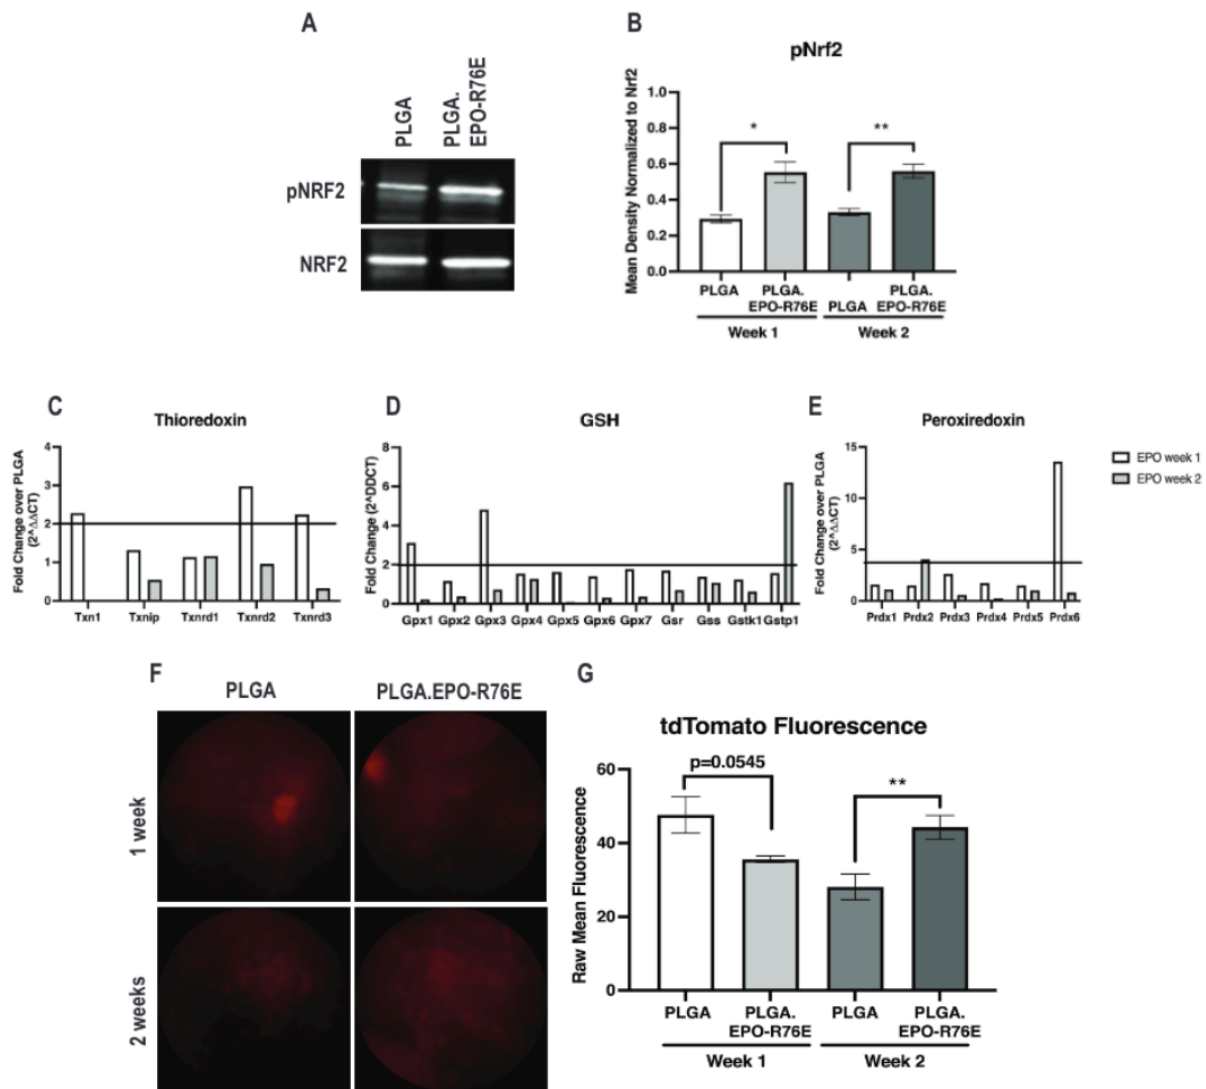 A
PLGA
PLGA.
EPO-R76E
pNRF2
NRF2
B
pNrf2
Mean Density Normalized to Nrf2
1.0
0.8
0.6
0.4
0.2
0.0
*
**
PLGA
PLGA.
EPO-R76E
PLGA
PLGA.
EPO-R76E
Week 1
Week 2
C
Thioredoxin
Fold Change over PLGA
(2^ΔΔCT)
4
3
2
1
0
Txn1
Txnip
Txnrd1
Txnrd2
Txnrd3
D
GSH
Fold Change (2^DDCT)
8
6
4
2
0
Gpx1
Gpx2
Gpx3
Gpx4
Gpx5
Gpx6
Gpx7
Gsr
Gss
Gstk1
Gstp1
E
Peroxiredoxin
Fold Change over PLGA
(2^ΔΔCT)
15
10
5
0
Prdx1
Prdx2
Prdx3
Prdx4
Prdx5
Prdx6
EPO week 1
EPO week 2
F
PLGA
PLGA.EPO-R76E
1 week
2 weeks
G
tdTomato Fluorescence
Raw Mean Fluorescence
60
40
20
0
p=0.0545
**
PLGA
PLGA.
EPO-R76E
PLGA
PLGA.
EPO-R76E
Week 1
Week 2